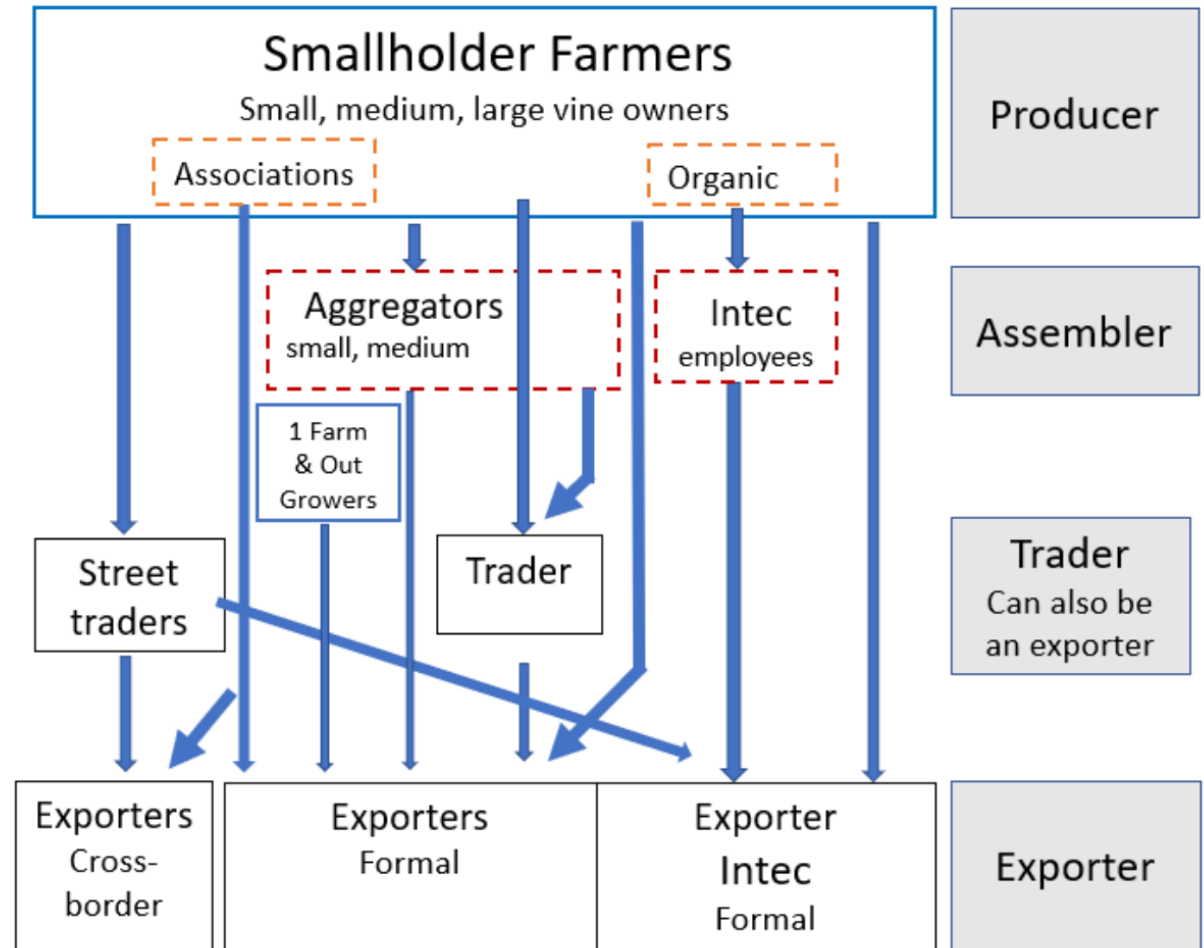 Smallholder Farmers
Small, medium, large vine owners
Associations
Organic
Producer
Aggregators
small, medium
Intec
employees
Assembler
1 Farm
& Out
Growers
Street
traders
Trader
Trader
Can also be
an exporter
Exporters
Cross-
border
Exporters
Formal
Exporter
Intec
Formal
Exporter